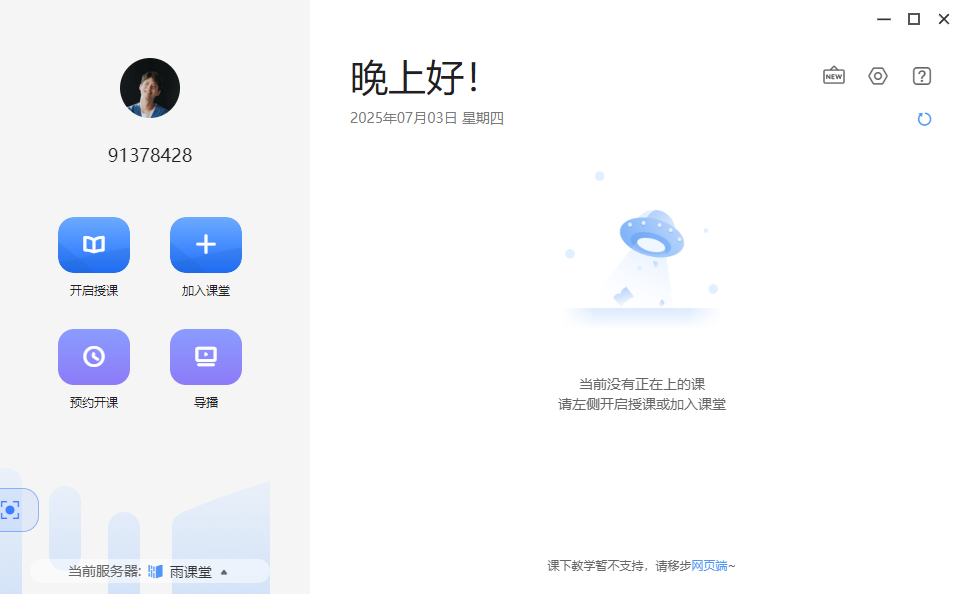 晚上好！
NEW
2025年07月03日 星期四
91378428
开启授课
加入课堂
预约开课
导播
当前没有正在上的课
请左侧开启授课或加入课堂
当前服务器: 雨课堂
课下教学暂不支持，请移步网页端~